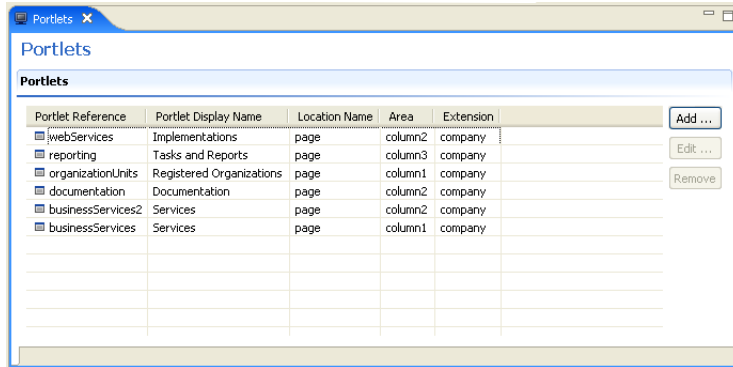 Portlets
Portlets
Portlets
Portlet Reference Portlet Display Name Location Name Area Extension
Add ...
webServices Implementations page column2 company
Edit ...
reporting Tasks and Reports page column3 company
organizationUnits Registered Organizations page column1 company
Remove
documentation Documentation page column2 company
businessServices2 Services page column2 company
businessServices Services page column1 company